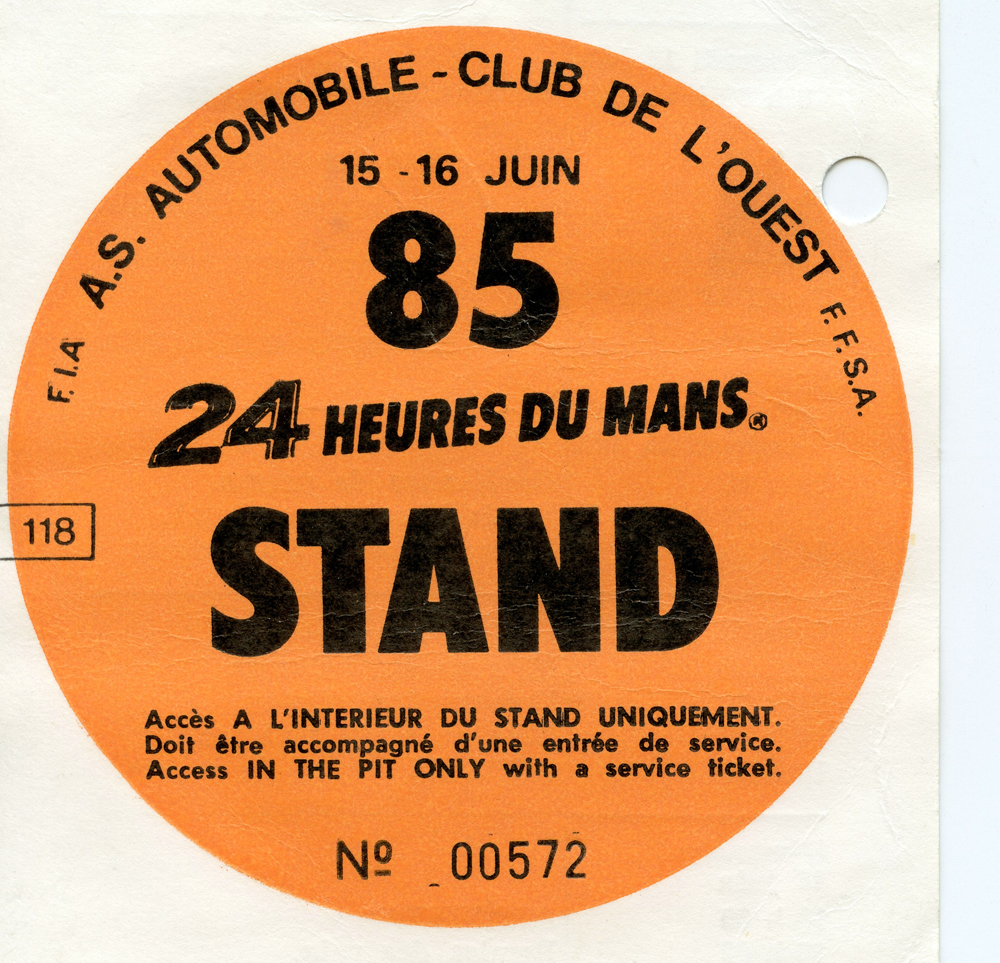 F.I.A A.S. AUTOMOBILE - CLUB DE L'OUEST F.F.S.A.
15 - 16 JUIN
85
24 HEURES DU MANS®
118
STAND
Accès A L'INTERIEUR DU STAND UNIQUEMENT.
Doit être accompagné d'une entrée de service.
Access IN THE PIT ONLY with a service ticket.
Nº 00572